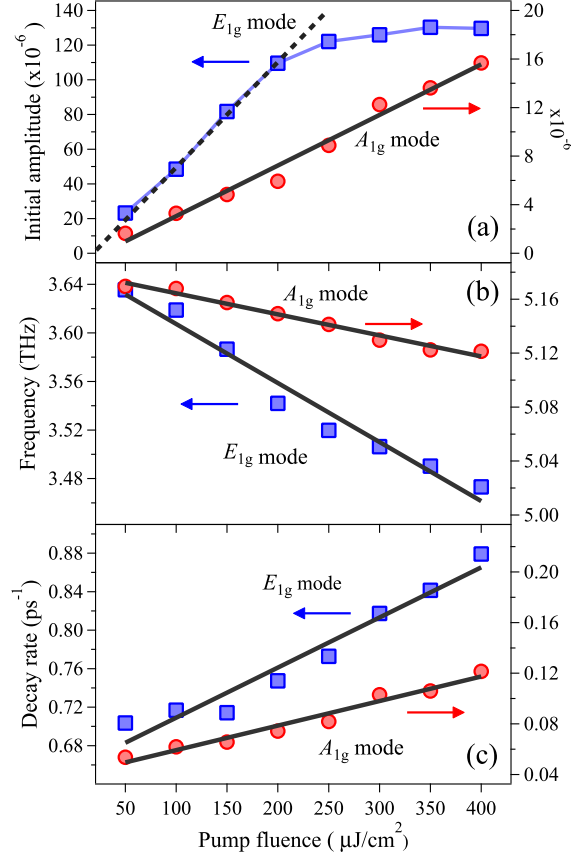 140
120
100
80
60
40
20
0
Initial amplitude (x10⁻⁶)
E1g mode
A1g mode
(a)
20
16
12
8
4
0
x10⁻⁶
3.64
3.60
3.56
3.52
3.48
Frequency (THz)
A1g mode
(b)
E1g mode
5.16
5.12
5.08
5.04
5.00
0.88
0.84
0.80
0.76
0.72
0.68
Decay rate (ps⁻¹)
E1g mode
A1g mode
(c)
0.20
0.16
0.12
0.08
0.04
50 100 150 200 250 300 350 400
Pump fluence ( μJ/cm²)